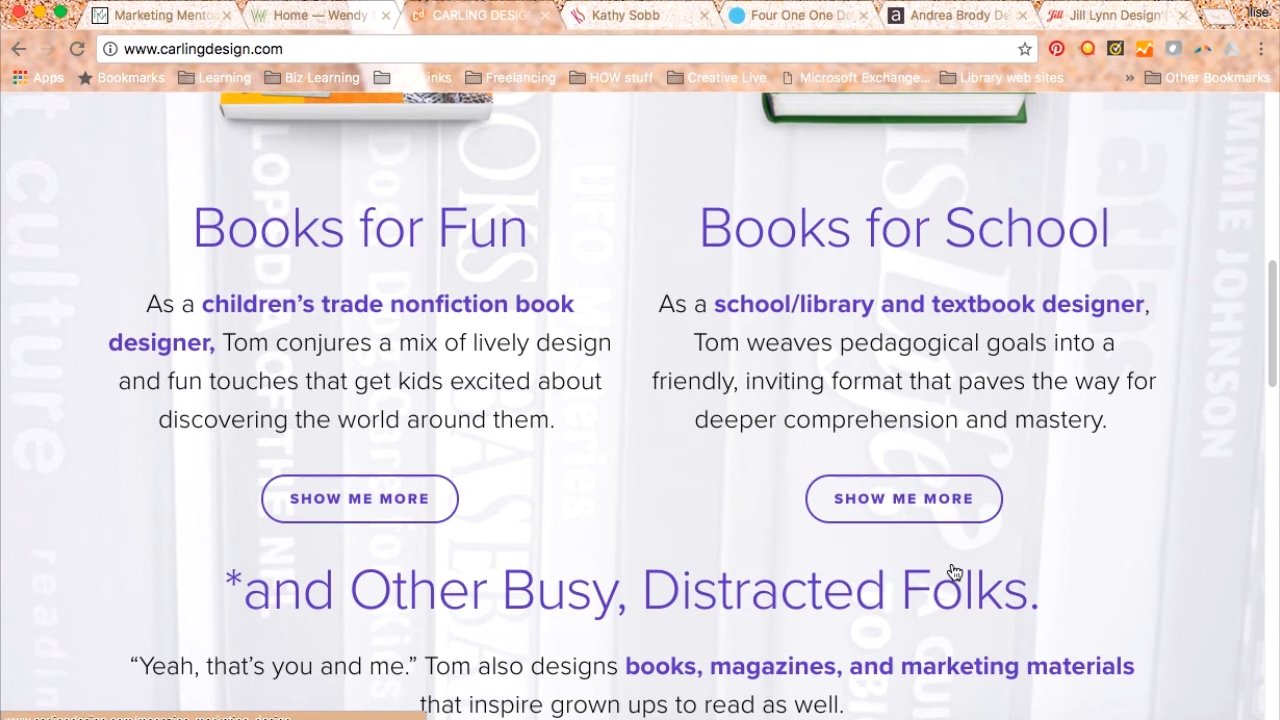 Marketing Mento
Home — Wendy
CARLING DESIG
Kathy Sobb
Four One One De
Andrea Brody De
Jill Lynn Design
Ilise
www.carlingdesign.com
Apps
Bookmarks
Learning
Biz Learning
Links
Freelancing
HOW stuff
Creative Live
Microsoft Exchange...
Library web sites
»
Other Bookmarks
Books for Fun
As a children’s trade nonfiction book
designer, Tom conjures a mix of lively design
and fun touches that get kids excited about
discovering the world around them.
SHOW ME MORE
Books for School
As a school/library and textbook designer,
Tom weaves pedagogical goals into a
friendly, inviting format that paves the way for
deeper comprehension and mastery.
SHOW ME MORE
*and Other Busy, Distracted Folks.
“Yeah, that’s you and me.” Tom also designs books, magazines, and marketing materials
that inspire grown ups to read as well.
t culture
readin
MMIE JOHNSON